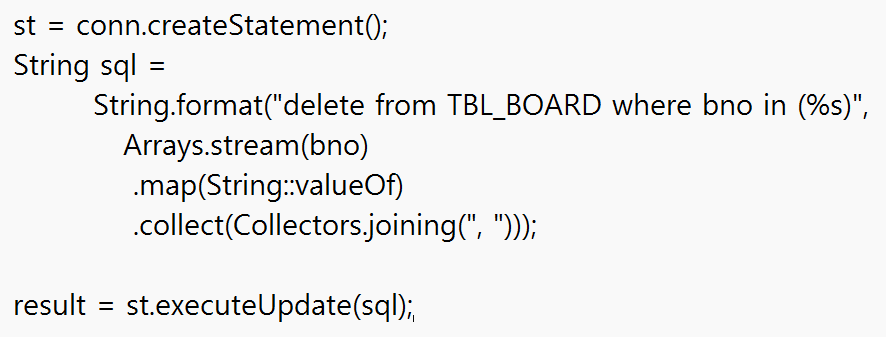 st = conn.createStatement();
String sql =
String.format("delete from TBL_BOARD where bno in (%s)",
Arrays.stream(bno)
.map(String::valueOf)
.collect(Collectors.joining(", ")));
result = st.executeUpdate(sql);